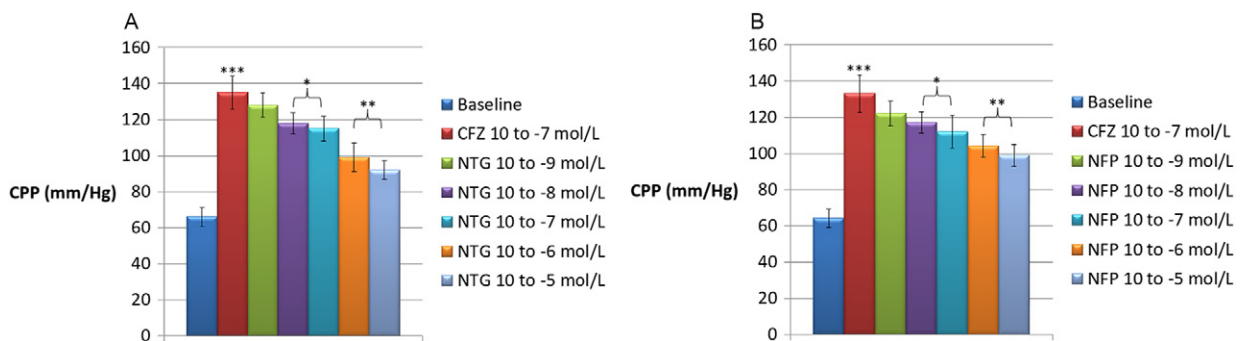 A
160
140
120
100
80
60
40
20
0
CPP (mm/Hg)
***
*
**
Baseline
CFZ 10 to -7 mol/L
NTG 10 to -9 mol/L
NTG 10 to -8 mol/L
NTG 10 to -7 mol/L
NTG 10 to -6 mol/L
NTG 10 to -5 mol/L
B
160
140
120
100
80
60
40
20
0
CPP (mm/Hg)
***
*
**
Baseline
CFZ 10 to -7 mol/L
NFP 10 to -9 mol/L
NFP 10 to -8 mol/L
NFP 10 to -7 mol/L
NFP 10 to -6 mol/L
NFP 10 to -5 mol/L